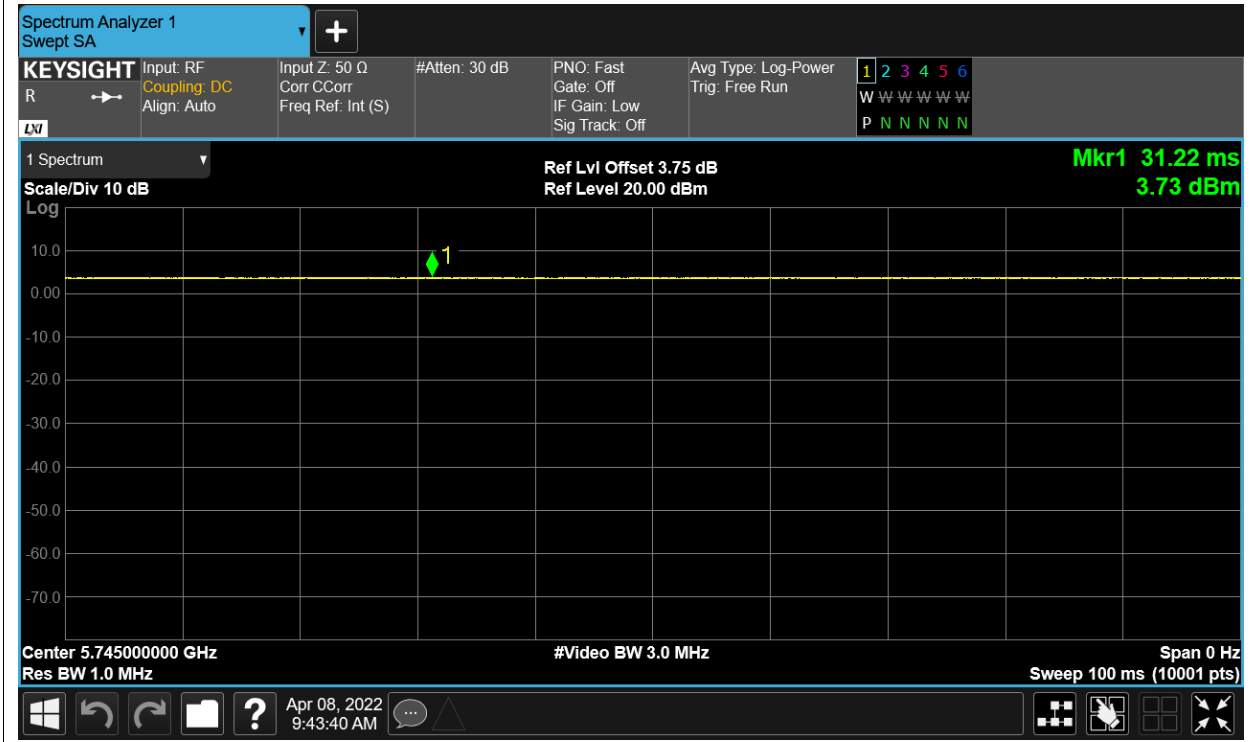 Spectrum Analyzer 1
Swept SA
KEYSIGHT
R
LXI
Input: RF
Coupling: DC
Align: Auto
Input Z: 50 Ω
Corr CCorr
Freq Ref: Int (S)
#Atten: 30 dB
PNO: Fast
Gate: Off
IF Gain: Low
Sig Track: Off
Avg Type: Log-Power
Trig: Free Run
1 2 3 4 5 6
W W W W W W
P N N N N N
1 Spectrum
Scale/Div 10 dB
Log
Ref Lvl Offset 3.75 dB
Ref Level 20.00 dBm
Mkr1 31.22 ms
3.73 dBm
1
10.0
0.00
-10.0
-20.0
-30.0
-40.0
-50.0
-60.0
-70.0
Center 5.745000000 GHz
Res BW 1.0 MHz
#Video BW 3.0 MHz
Span 0 Hz
Sweep 100 ms (10001 pts)
?
Apr 08, 2022
9:43:40 AM